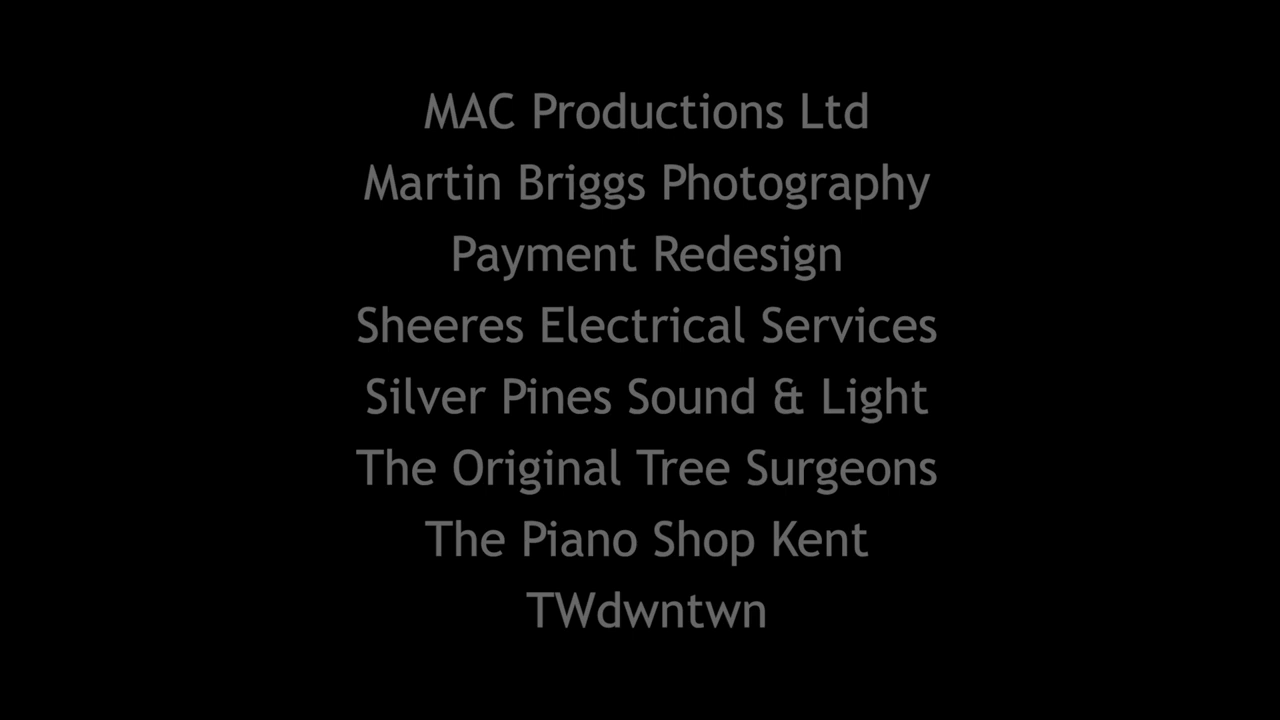 MAC Productions Ltd
Martin Briggs Photography
Payment Redesign
Sheeres Electrical Services
Silver Pines Sound & Light
The Original Tree Surgeons
The Piano Shop Kent
TWdwntwn